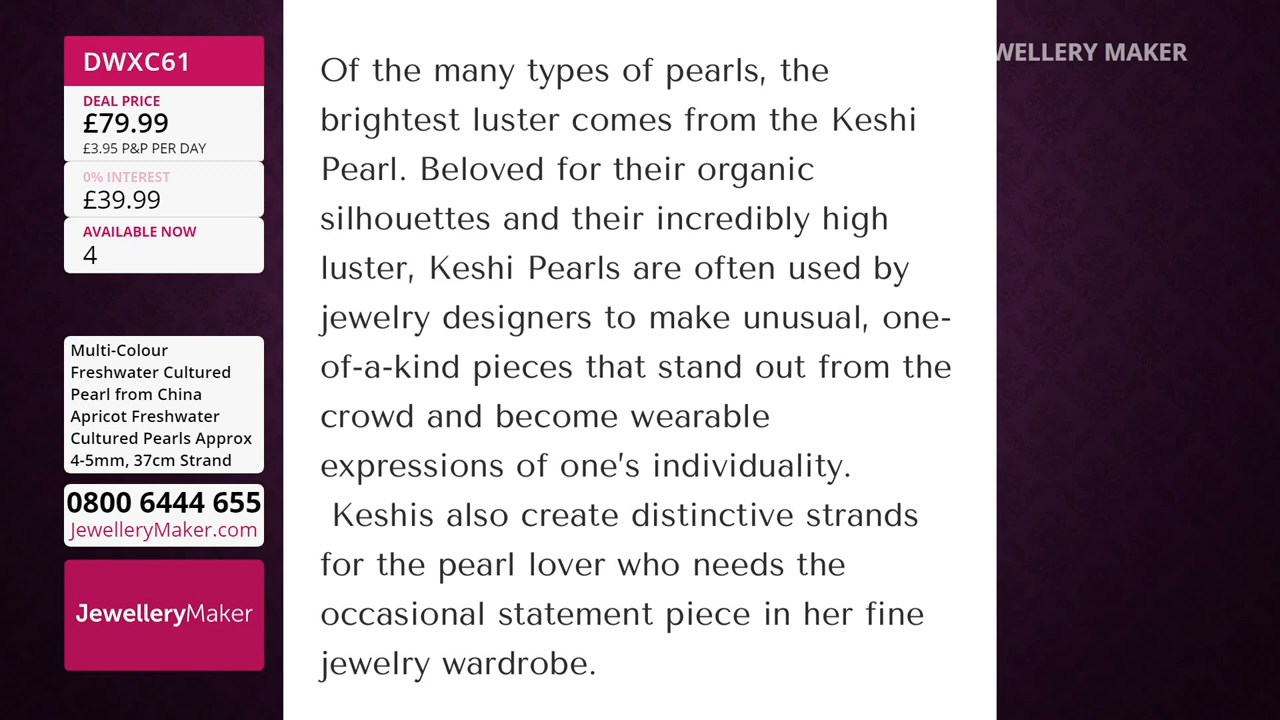 DWXC61
DEAL PRICE
£79.99
£3.95 P&P PER DAY
0% INTEREST
£39.99
AVAILABLE NOW
4
Multi-Colour
Freshwater Cultured
Pearl from China
Apricot Freshwater
Cultured Pearls Approx
4-5mm, 37cm Strand
0800 6444 655
JewelleryMaker.com
JewelleryMaker
Of the many types of pearls, the
brightest luster comes from the Keshi
Pearl. Beloved for their organic
silhouettes and their incredibly high
luster, Keshi Pearls are often used by
jewelry designers to make unusual, one-
of-a-kind pieces that stand out from the
crowd and become wearable
expressions of one's individuality.
Keshis also create distinctive strands
for the pearl lover who needs the
occasional statement piece in her fine
jewelry wardrobe.
WELLERY MAKER